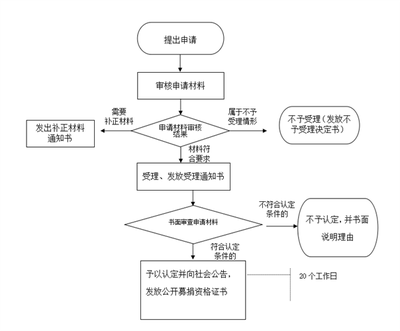 提出申请
审核申请材料
需要
补正材料
属于不予
受理情形
申请材料审核
结果
发出补正材料
通知书
不予受理（发放不
予受理决定书）
材料符
合要求
受理、发放受理通知书
不符合认定
条件的
书面审查申请材料
不予认定，并书面
说明理由
符合认定
条件的
予以认定并向社会公告，
发放公开募捐资格证书
20 个工作日